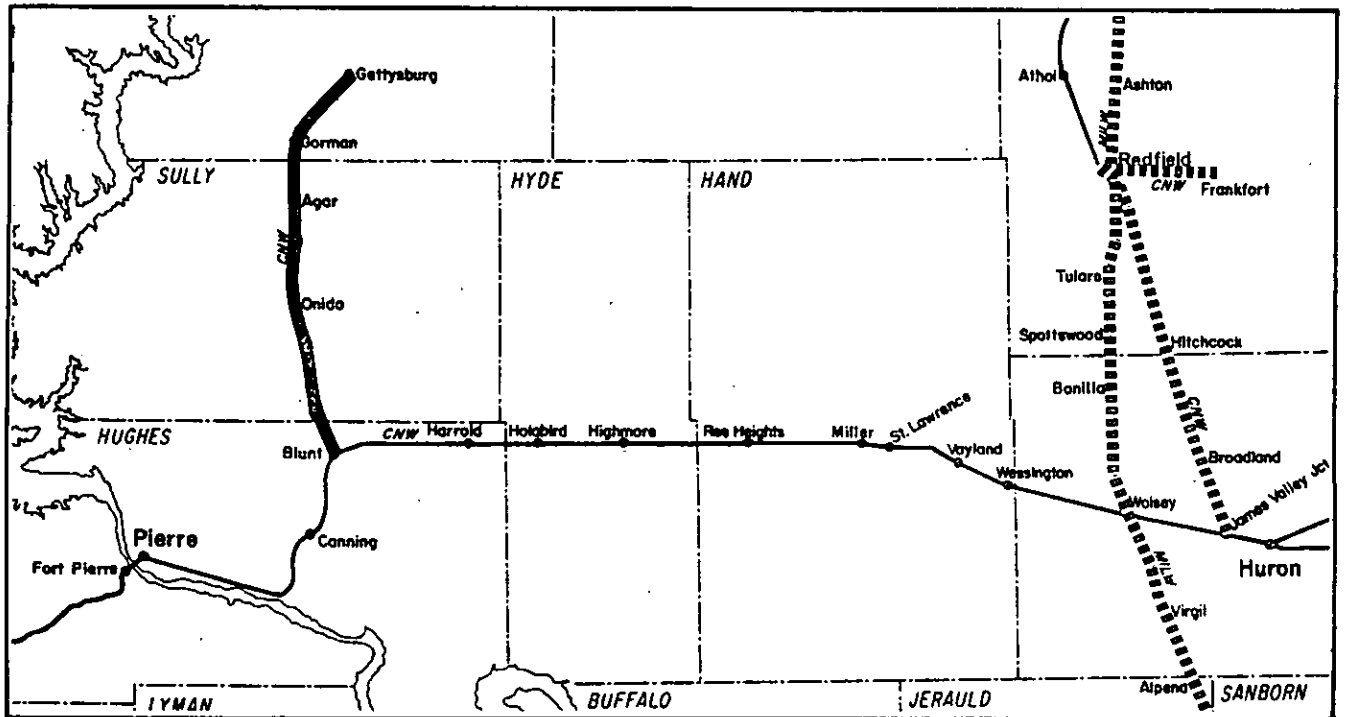 Gettysburg
Gorman
SULLY
HYDE
HAND
Agar
CNW
Onida
HUGHES
Blunt
CNW
Harrold
Holabird
Highmore
Ree Heights
Miller
St. Lawrence
Vayland
Wessington
Wolsey
James Valley Jct
Huron
Canning
Pierre
Fort Pierre
LYMAN
BUFFALO
JERAULD
SANBORN
Athol
Ashton
MILW
Redfield
CNW
Frankfort
Tulare
Spottswood
Hitchcock
Bonilla
CNW
Broadland
MILW
Virgil
Alpena